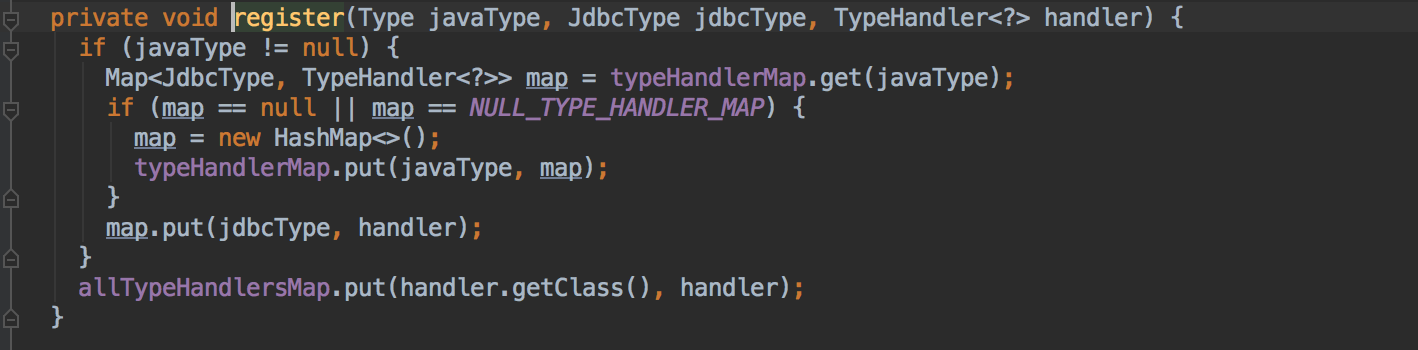 private void register(Type javaType, JdbcType jdbcType, TypeHandler<?> handler) {
if (javaType != null) {
Map<JdbcType, TypeHandler<?>> map = typeHandlerMap.get(javaType);
if (map == null || map == NULL_TYPE_HANDLER_MAP) {
map = new HashMap<>();
typeHandlerMap.put(javaType, map);
}
map.put(jdbcType, handler);
}
allTypeHandlersMap.put(handler.getClass(), handler);
}